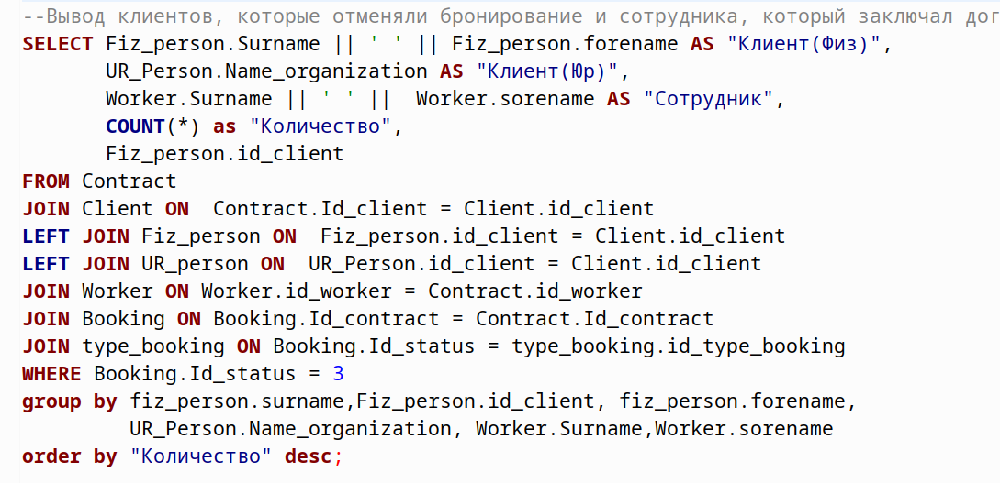 --Вывод клиентов, которые отменяли бронирование и сотрудника, который заключал
SELECT Fiz_person.Surname || ' ' || Fiz_person.forename AS "Клиент(Физ)",
UR_Person.Name_organization AS "Клиент(Юр)",
Worker.Surname || ' ' ||  Worker.sorename AS "Сотрудник",
COUNT(*) as "Количество",
Fiz_person.id_client
FROM Contract
JOIN Client ON  Contract.Id_client = Client.id_client
LEFT JOIN Fiz_person ON  Fiz_person.id_client = Client.id_client
LEFT JOIN UR_person ON  UR_Person.id_client = Client.id_client
JOIN Worker ON Worker.id_worker = Contract.id_worker
JOIN Booking ON Booking.Id_contract = Contract.Id_contract
JOIN type_booking ON Booking.Id_status = type_booking.id_type_booking
WHERE Booking.Id_status = 3
group by fiz_person.surname,Fiz_person.id_client, fiz_person.forename,
UR_Person.Name_organization, Worker.Surname,Worker.sorename
order by "Количество" desc;